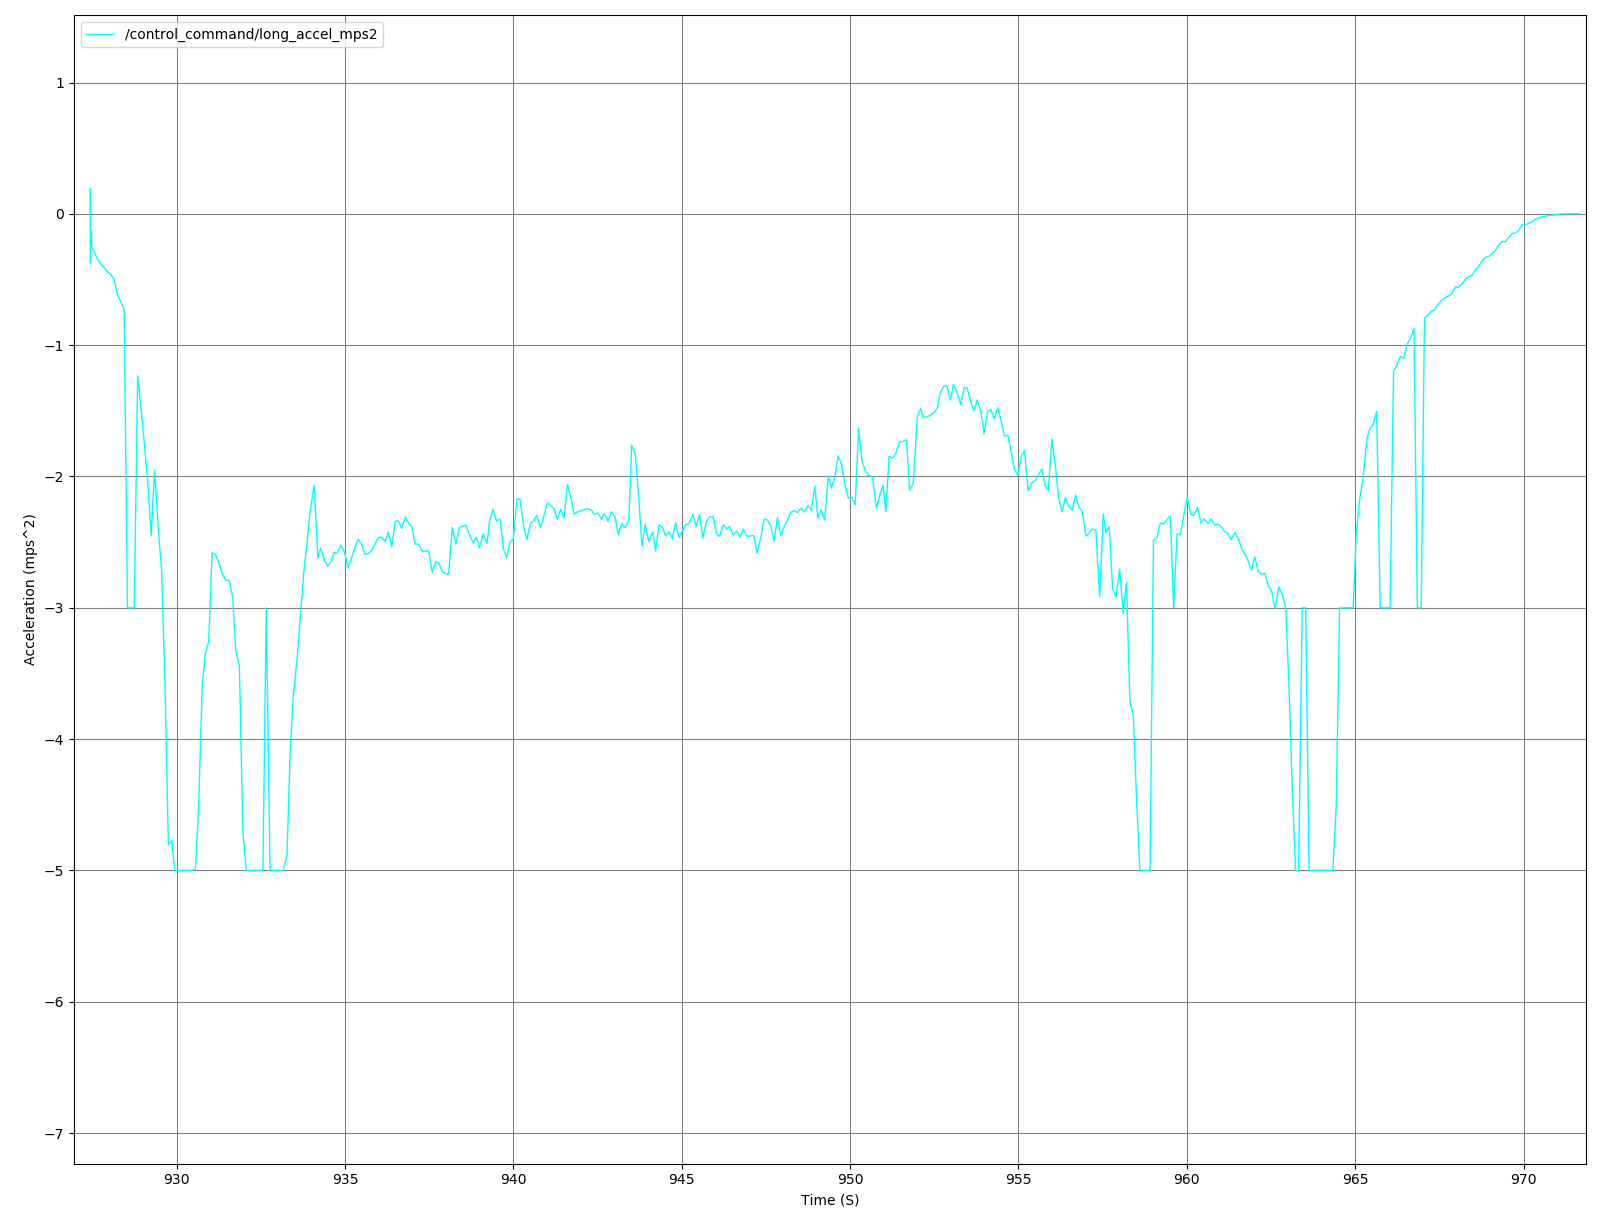 /control_command/long_accel_mps2
1
0
−1
−2
−3
−4
−5
−6
−7
Acceleration (mps^2)
930 935 940 945 950 955 960 965 970
Time (S)